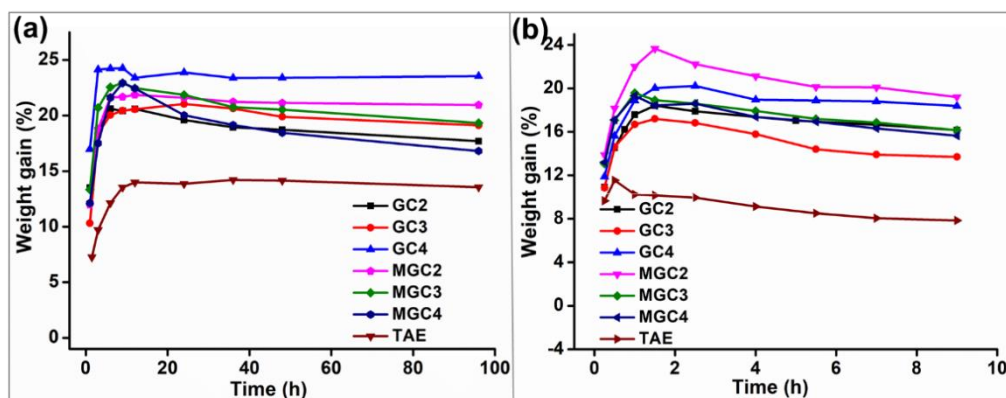 (a)
Weight gain (%)
25
20
15
10
5
0
0 20 40 60 80 100
Time (h)
GC2
GC3
GC4
MGC2
MGC3
MGC4
TAE
(b)
Weight gain (%)
24
20
16
12
8
4
0
-4
0 2 4 6 8 10
Time (h)
GC2
GC3
GC4
MGC2
MGC3
MGC4
TAE